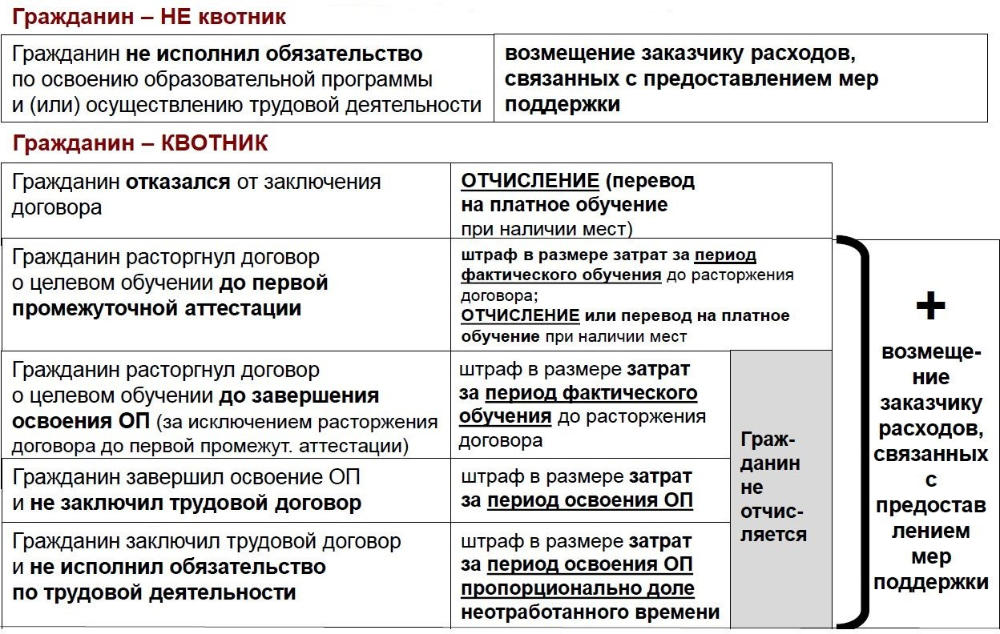 Гражданин – НЕ квотник
Гражданин не исполнил обязательство
по освоению образовательной программы
и (или) осуществлению трудовой деятельности
возмещение заказчику расходов,
связанных с предоставлением мер
поддержки
Гражданин – КВОТНИК
Гражданин отказался от заключения
договора
ОТЧИСЛЕНИЕ (перевод
на платное обучение
при наличии мест)
Гражданин расторгнул договор
о целевом обучении до первой
промежуточной аттестации
штраф в размере затрат за период
фактического обучения до расторжения
договора;
ОТЧИСЛЕНИЕ или перевод на платное
обучение при наличии мест
Гражданин расторгнул договор
о целевом обучении до завершения
освоения ОП (за исключением расторжения
договора до первой промежут. аттестации)
штраф в размере затрат
за период фактического
обучения до расторжения
договора
Гражданин завершил освоение ОП
и не заключил трудовой договор
штраф в размере затрат
за период освоения ОП
Гражданин заключил трудовой договор
и не исполнил обязательство
по трудовой деятельности
штраф в размере затрат
за период освоения ОП
пропорционально доле
неотработанного времени
Граж-
данин
не
отчис-
ляется
+
возмеще-
ние
заказчику
расходов,
связанных
с
предостав
лением
мер
поддержки